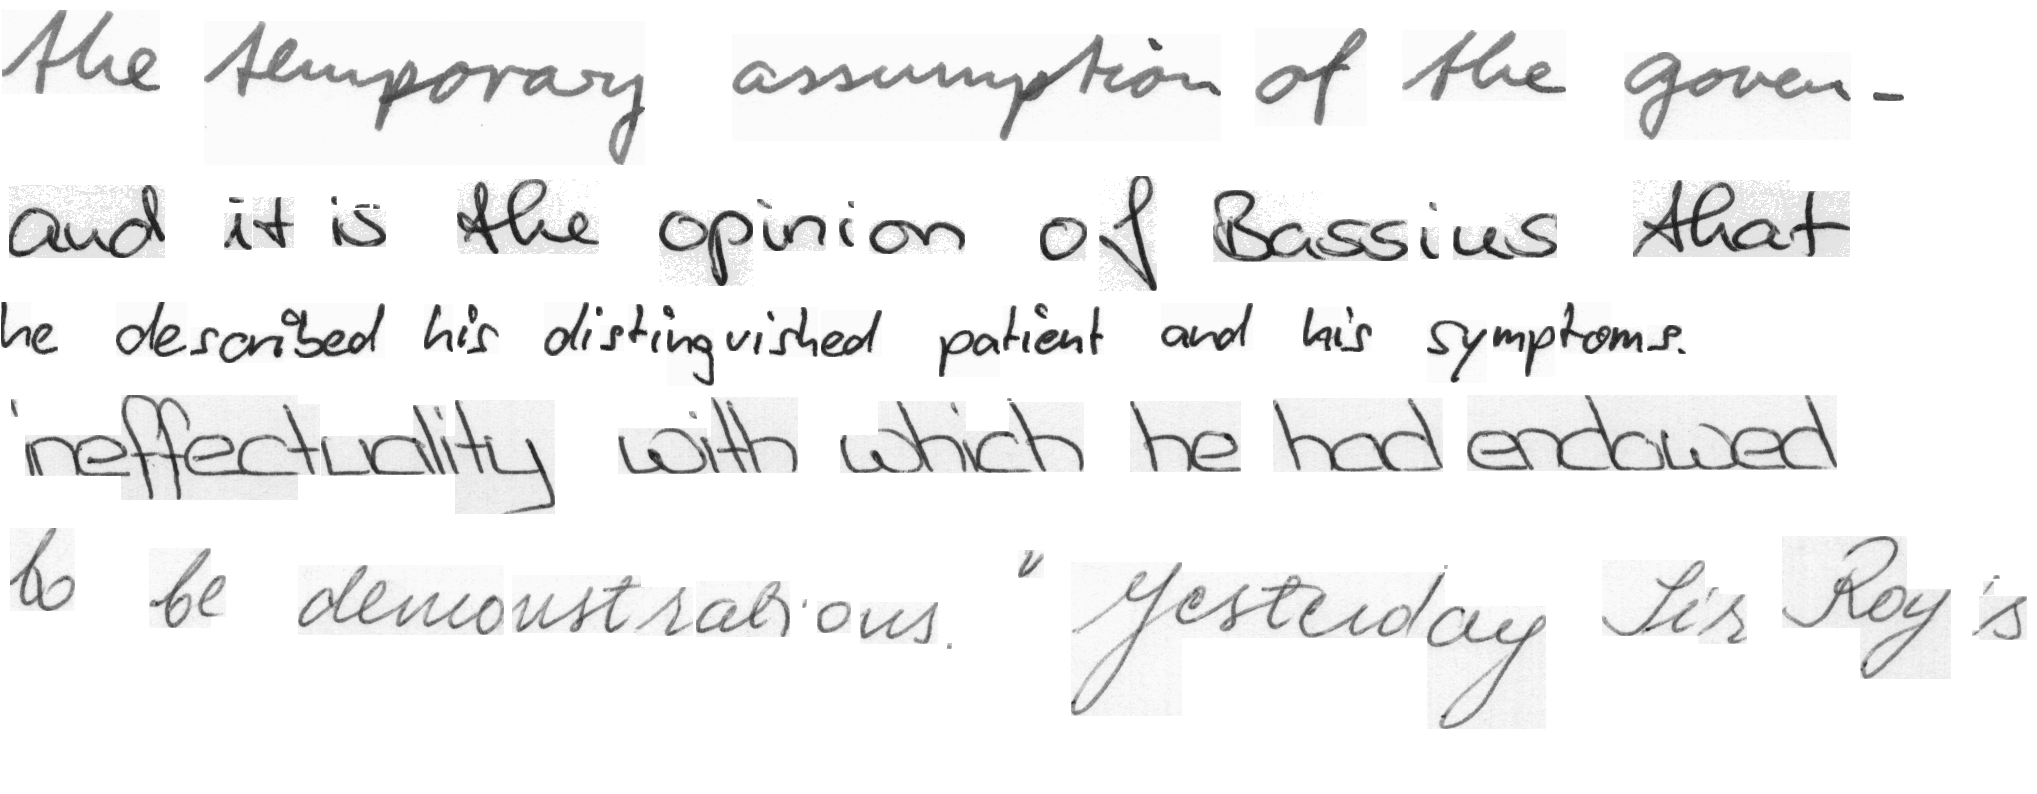 the temporary assumption of the goven-
and it is the opinion of Bassius that
he described his distinguished patient and his symptoms.
ineffectuality with which he had endowed
to be demonstrations. " Yesterday Sir Roy's